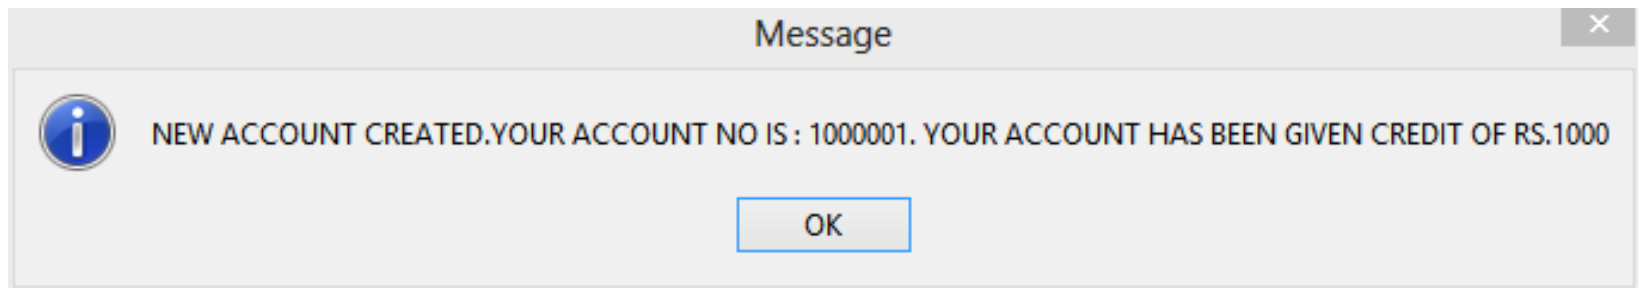 Message
NEW ACCOUNT CREATED.YOUR ACCOUNT NO IS : 1000001. YOUR ACCOUNT HAS BEEN GIVEN CREDIT OF RS.1000
OK